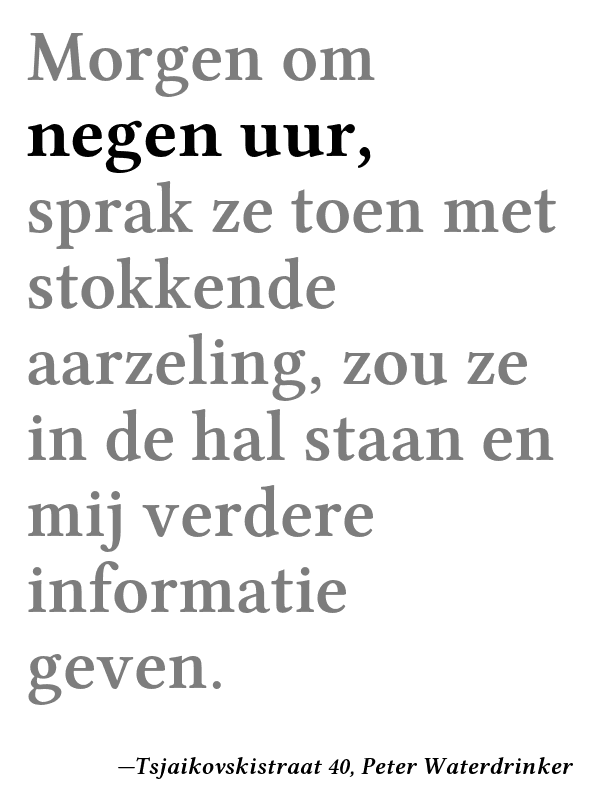 Morgen om
negen uur,
sprak ze toen met
stokkende
aarzeling, zou ze
in de hal staan en
mij verdere
informatie
geven.
—Tsjaikovskistraat 40, Peter Waterdrinker